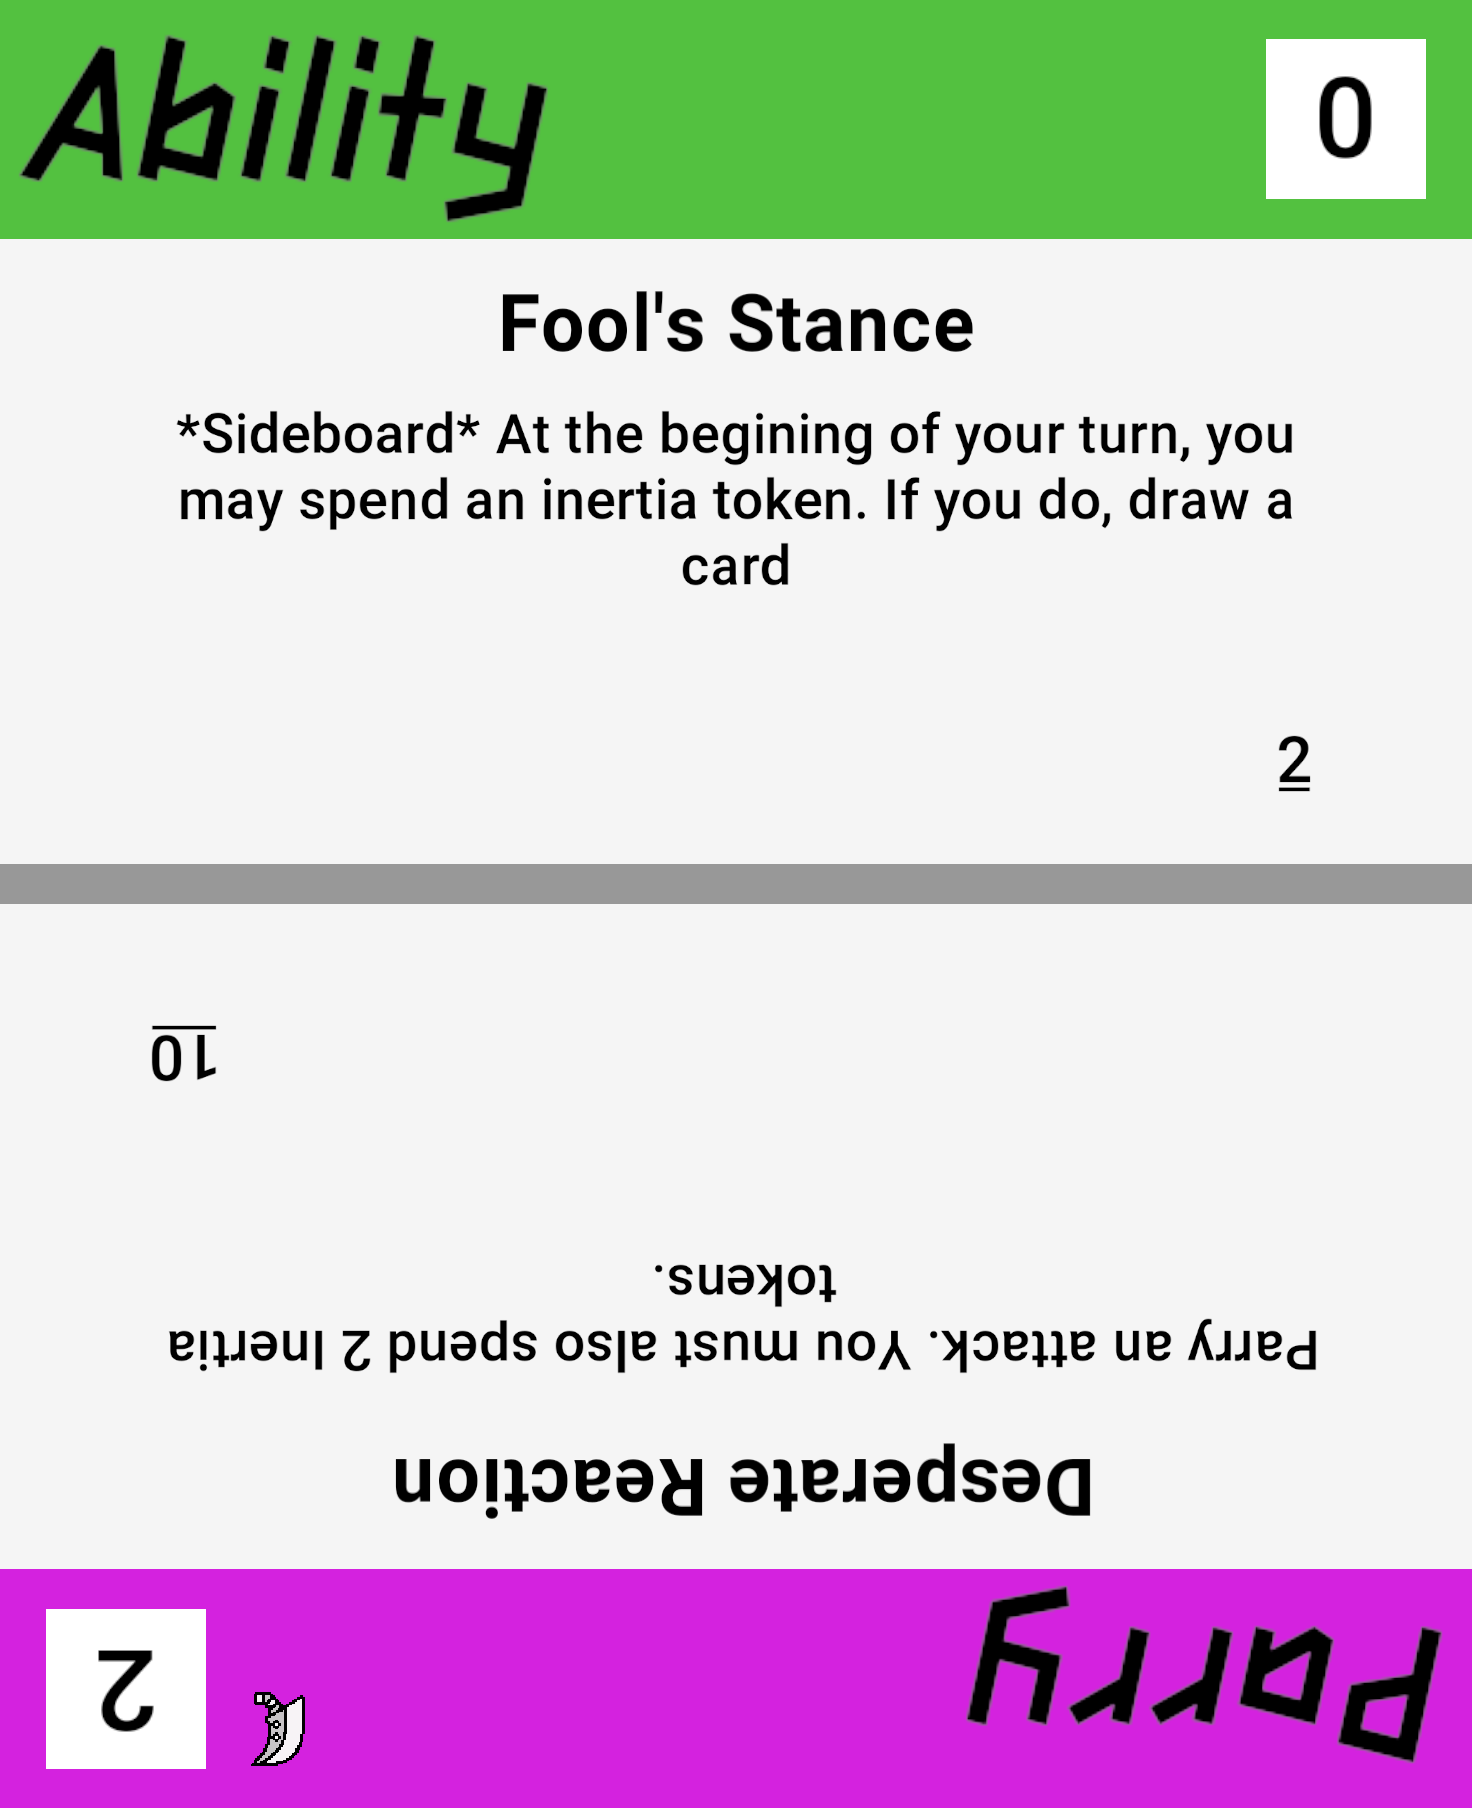 Ability
0
Fool's Stance
*Sideboard* At the begining of your turn, you
may spend an inertia token. If you do, draw a
card
2
Parry
2
Desperate Reaction
Parry an attack. You must also spend 2 Inertia
tokens.
10